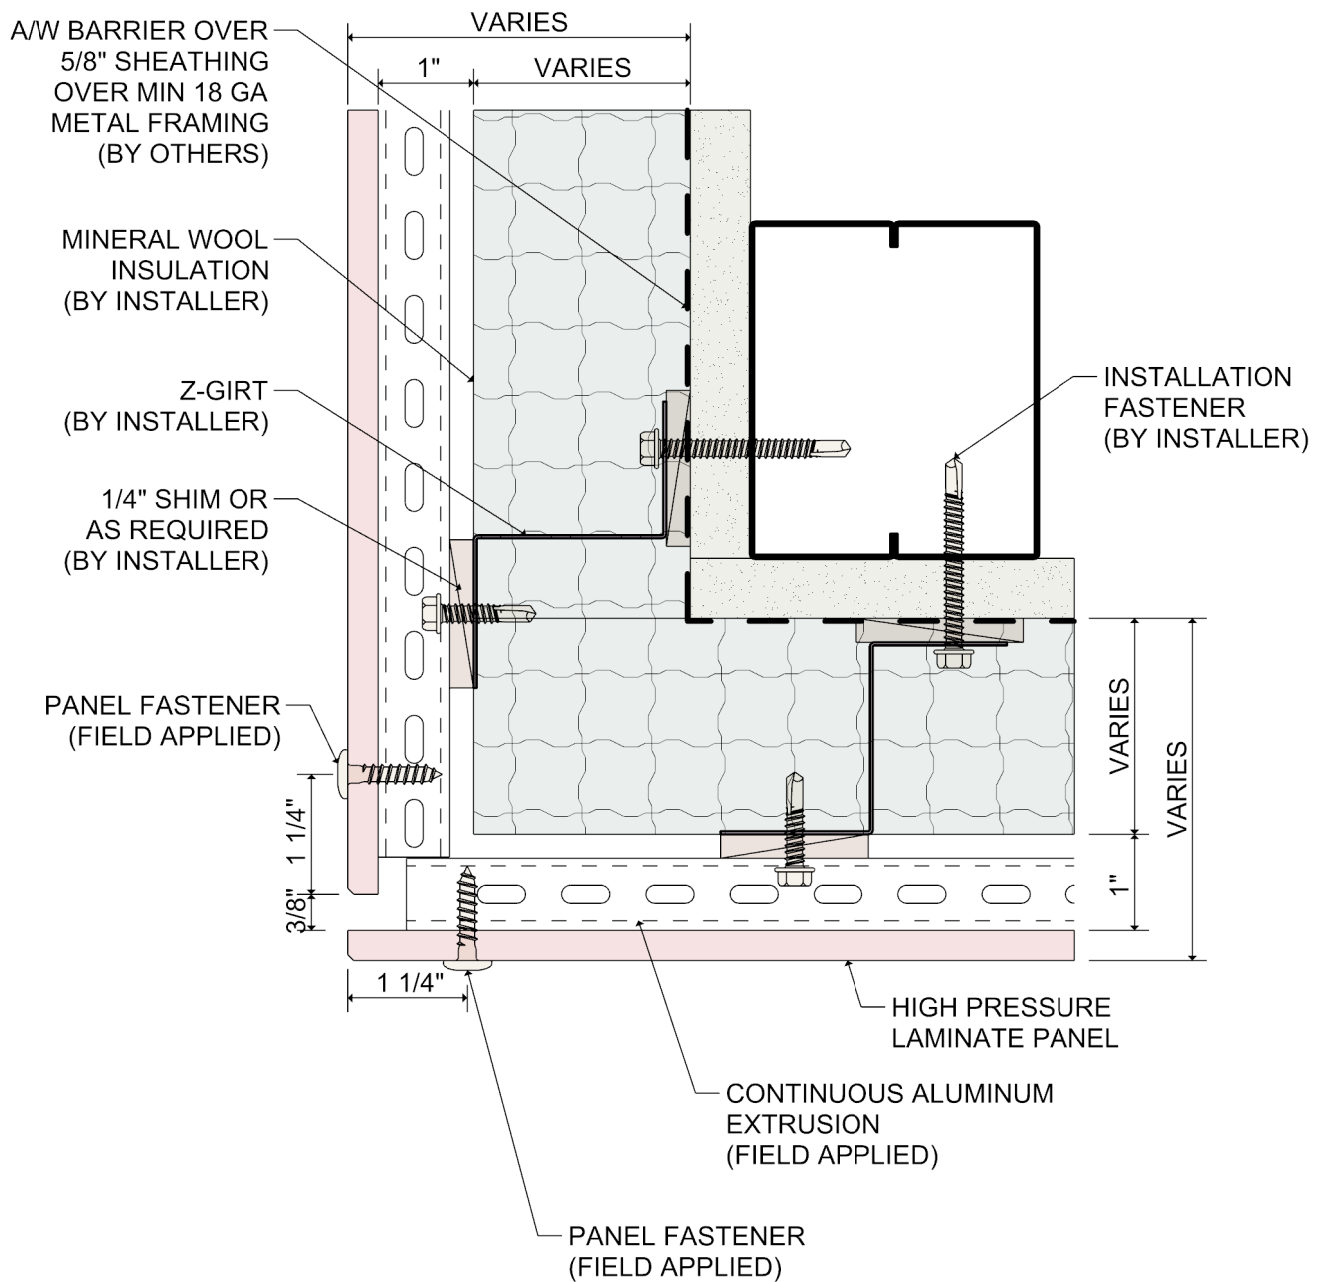 A/W BARRIER OVER
5/8" SHEATHING
OVER MIN 18 GA
METAL FRAMING
(BY OTHERS)
VARIES
1"
VARIES
MINERAL WOOL
INSULATION
(BY INSTALLER)
Z-GIRT
(BY INSTALLER)
1/4" SHIM OR
AS REQUIRED
(BY INSTALLER)
INSTALLATION
FASTENER
(BY INSTALLER)
PANEL FASTENER
(FIELD APPLIED)
1 1/4"
3/8"
1 1/4"
VARIES
VARIES
1"
HIGH PRESSURE
LAMINATE PANEL
CONTINUOUS ALUMINUM
EXTRUSION
(FIELD APPLIED)
PANEL FASTENER
(FIELD APPLIED)